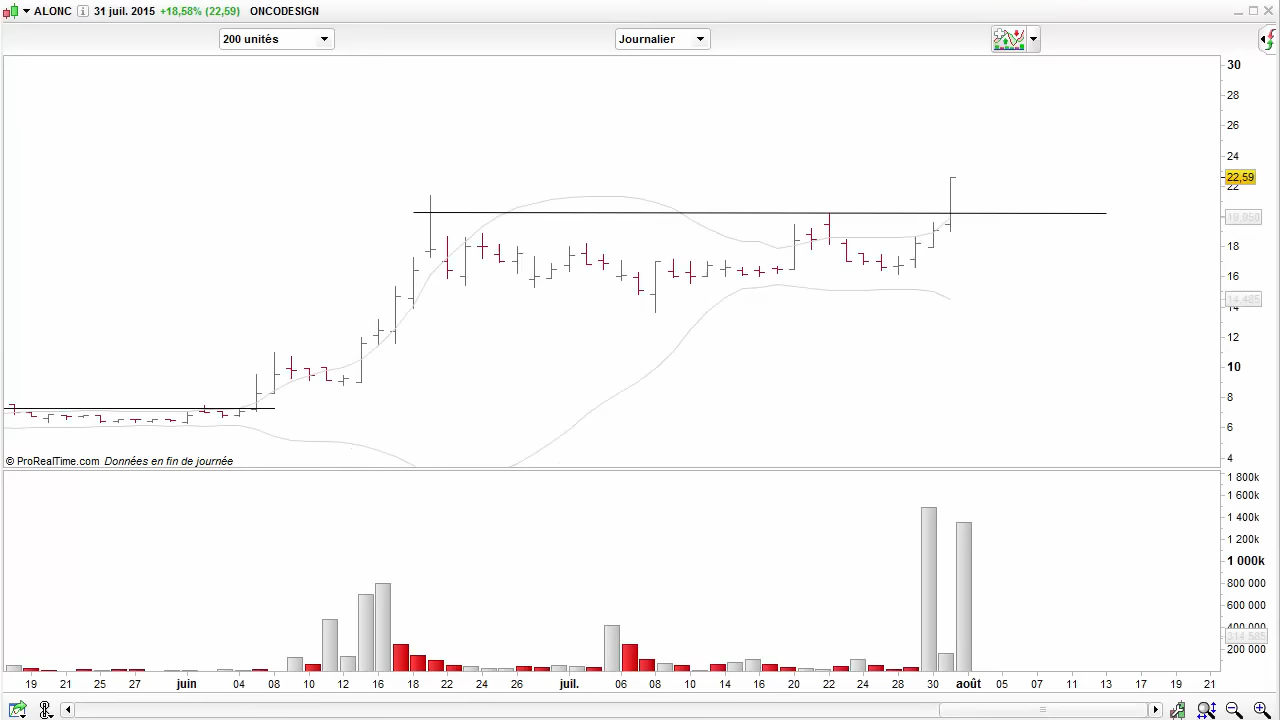 ALONC 31 juil. 2015 +18,58% (22,59) ONCODESIGN
200 unités
Journalier
30
28
26
24
22,59
22
19,950
18
16
14,485
14
12
10
8
6
4
© ProRealTime.com Données en fin de journée
1 800k
1 600k
1 400k
1 200k
1 000k
800 000
600 000
400 000
314 585
200 000
19 21 25 27 juin 04 08 10 12 16 18 22 24 26 juil. 06 08 10 14 16 20 22 24 28 30 août 05 07 11 13 17 19 21